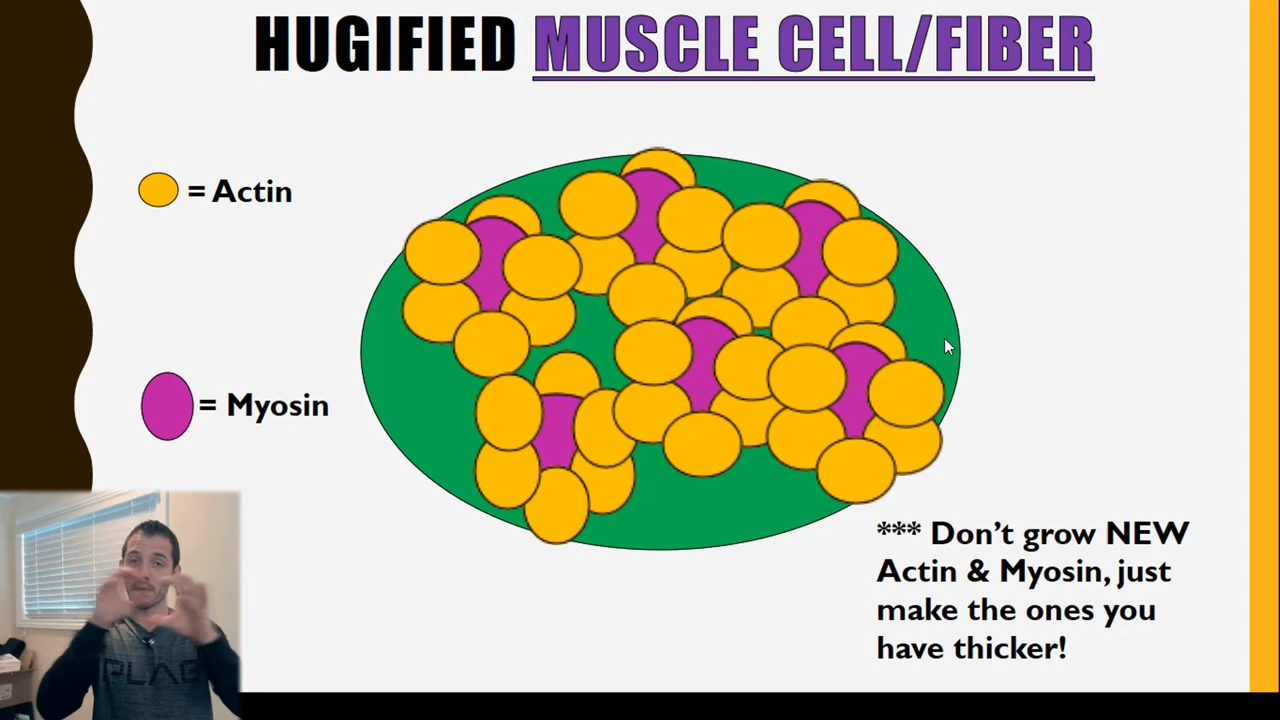 HUGIFIED MUSCLE CELL/FIBER
= Actin
= Myosin
*** Don't grow NEW
Actin & Myosin, just
make the ones you
have thicker!